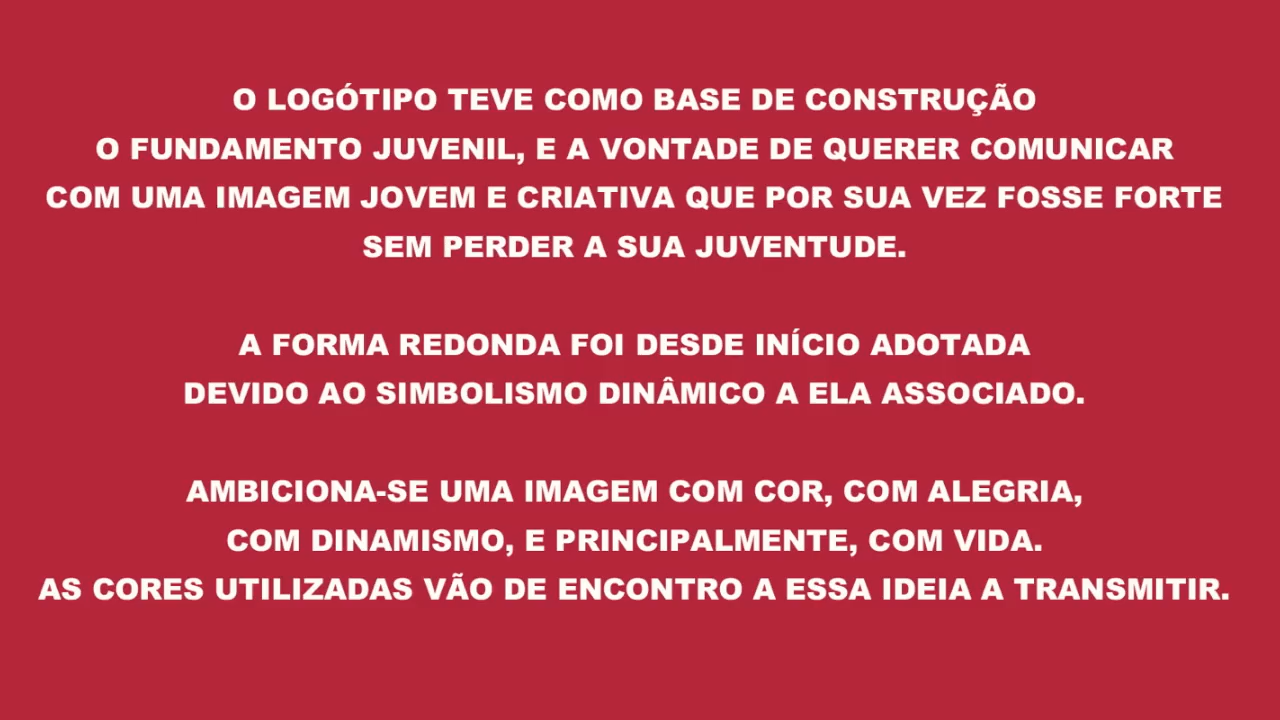 O LOGÓTIPO TEVE COMO BASE DE CONSTRUÇÃO
O FUNDAMENTO JUVENIL, E A VONTADE DE QUERER COMUNICAR
COM UMA IMAGEM JOVEM E CRIATIVA QUE POR SUA VEZ FOSSE FORTE
SEM PERDER A SUA JUVENTUDE.
A FORMA REDONDA FOI DESDE INÍCIO ADOTADA
DEVIDO AO SIMBOLISMO DINÂMICO A ELA ASSOCIADO.
AMBICIONA-SE UMA IMAGEM COM COR, COM ALEGRIA,
COM DINAMISMO, E PRINCIPALMENTE, COM VIDA.
AS CORES UTILIZADAS VÃO DE ENCONTRO A ESSA IDEIA A TRANSMITIR.